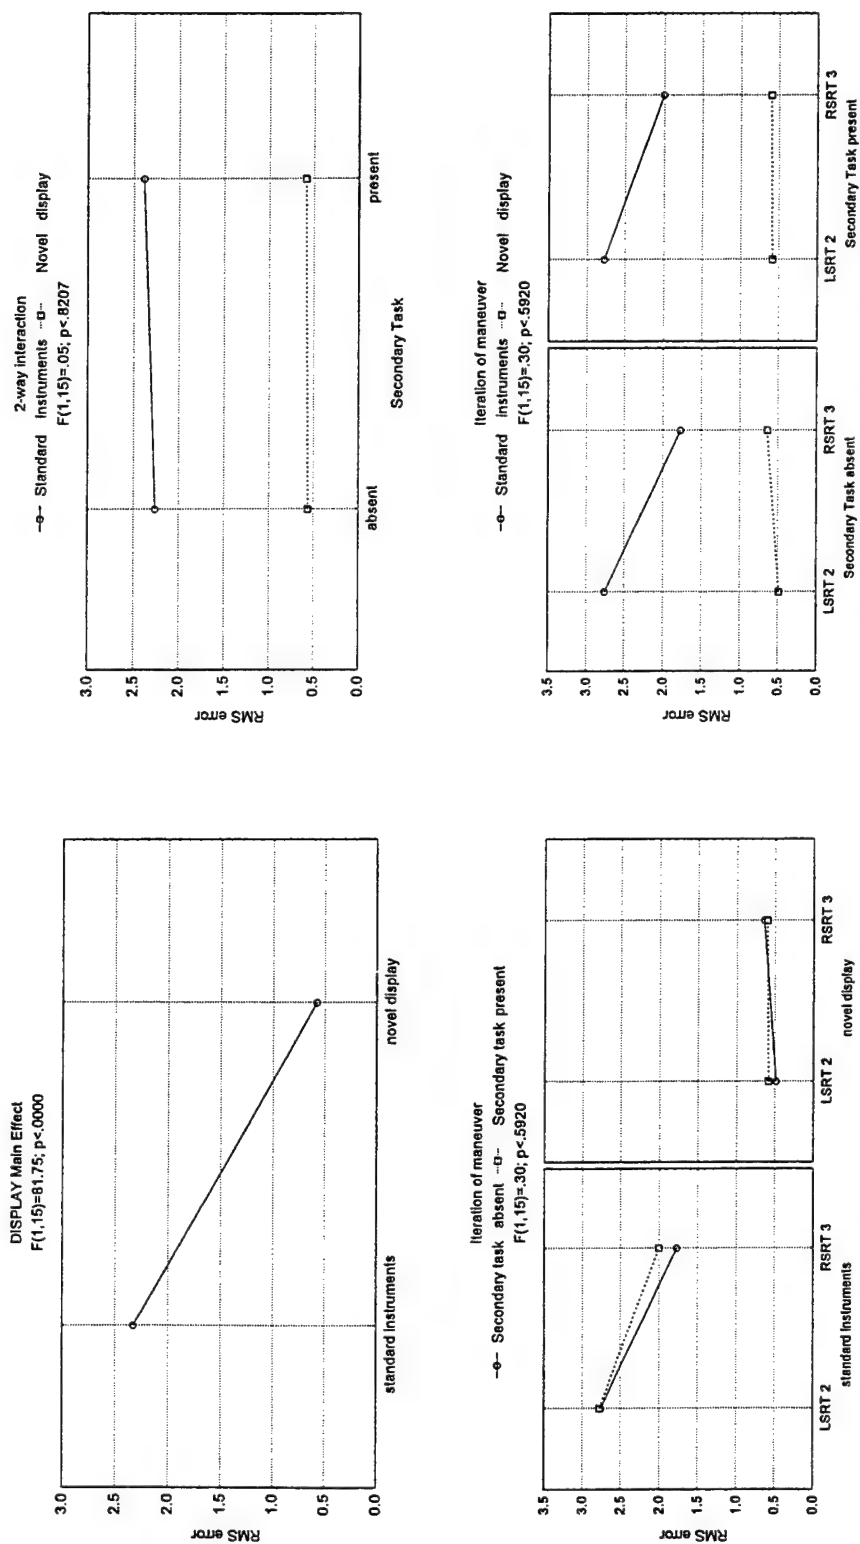 DISPLAY Main Effect
F(1,15)=81.75; p<.0000
RMS error
3.0
2.5
2.0
1.5
1.0
0.5
0.0
standard Instruments
novel display
2-way interaction
Standard Instruments
Novel display
F(1,15)=.05; p<.8207
RMS error
3.0
2.5
2.0
1.5
1.0
0.5
0.0
absent
present
Secondary Task
Iteration of maneuver
Secondary task absent
Secondary task present
F(1,15)=.30; p<.5920
RMS error
3.5
3.0
2.5
2.0
1.5
1.0
0.5
0.0
LSRT 2
RSRT 3
standard Instruments
LSRT 2
RSRT 3
novel display
Iteration of maneuver
Standard Instruments
Novel display
F(1,15)=.30; p<.5920
RMS error
3.5
3.0
2.5
2.0
1.5
1.0
0.5
0.0
LSRT 2
RSRT 3
Secondary Task absent
LSRT 2
RSRT 3
Secondary Task present